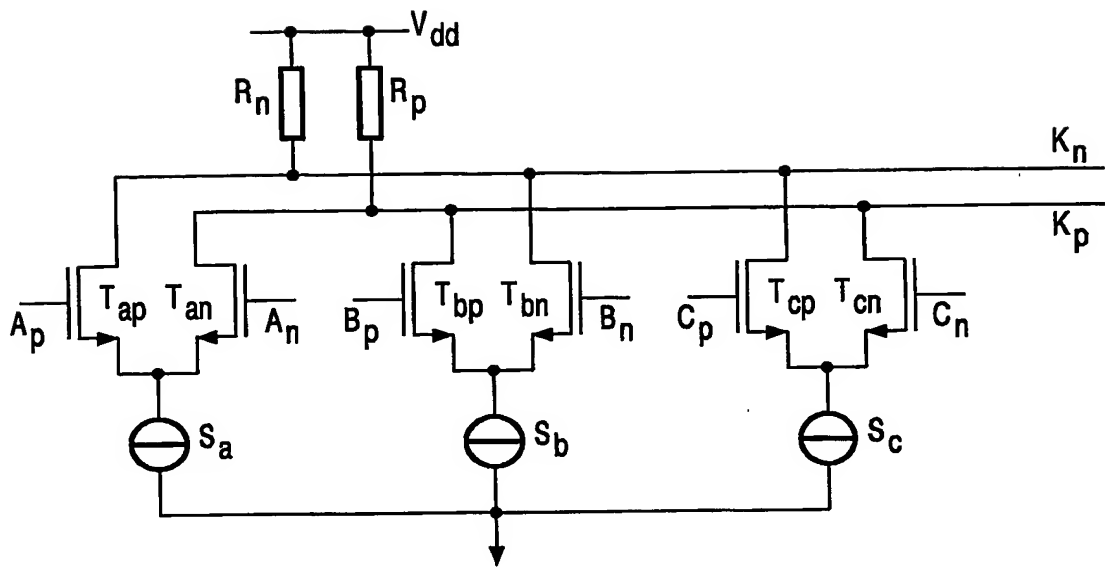 Vdd
Rn
Rp
Kn
Kp
Tap
Tan
Tbp
Tbn
Tcp
Tcn
Ap
An
Bp
Bn
Cp
Cn
Sa
Sb
Sc